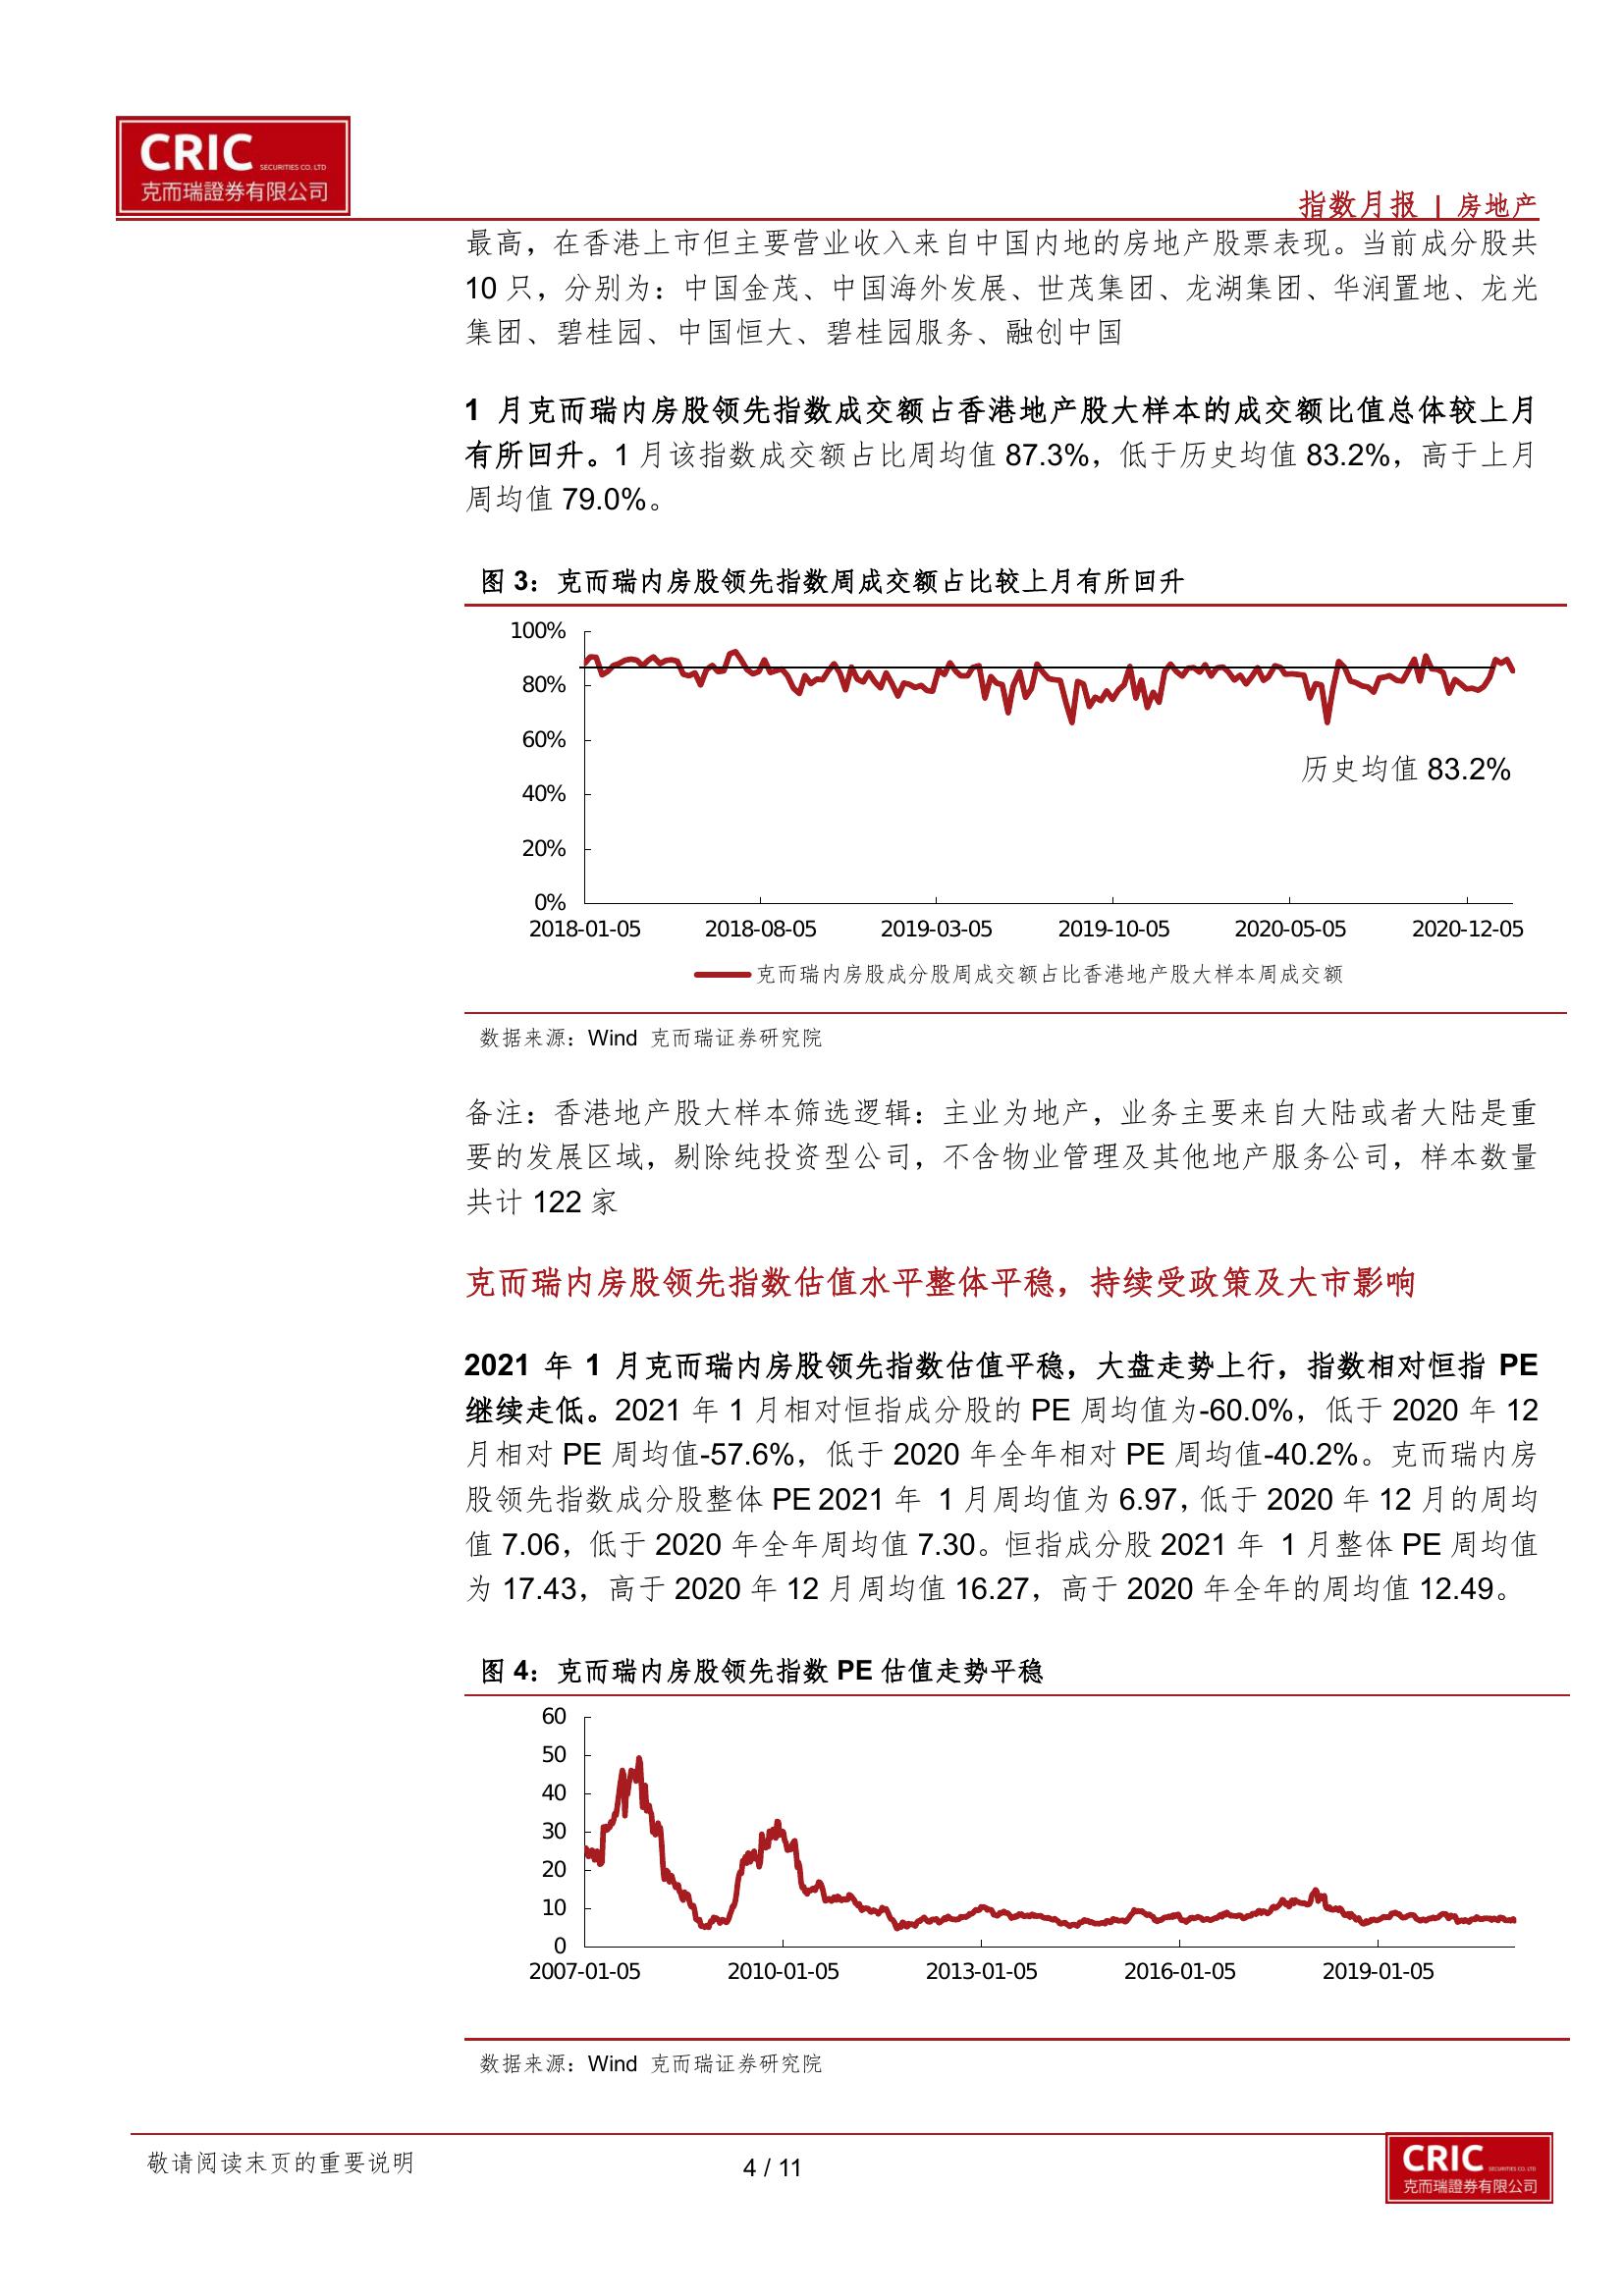 CRIC SECURITIES CO. LTD
克而瑞證券有限公司
指数月报 | 房地产
最高，在香港上市但主要营业收入来自中国内地的房地产股票表现。当前成分股共
10 只，分别为：中国金茂、中国海外发展、世茂集团、龙湖集团、华润置地、龙光
集团、碧桂园、中国恒大、碧桂园服务、融创中国
1 月克而瑞内房股领先指数成交额占香港地产股大样本的成交额比值总体较上月
有所回升。1 月该指数成交额占比周均值 87.3%，低于历史均值 83.2%，高于上月
周均值 79.0%。
图 3：克而瑞内房股领先指数周成交额占比较上月有所回升
100%
80%
60%
历史均值 83.2%
40%
20%
0%
2018-01-05 2018-08-05 2019-03-05 2019-10-05 2020-05-05 2020-12-05
克而瑞内房股成分股周成交额占比香港地产股大样本周成交额
数据来源：Wind 克而瑞证券研究院
备注：香港地产股大样本筛选逻辑：主业为地产，业务主要来自大陆或者大陆是重
要的发展区域，剔除纯投资型公司，不含物业管理及其他地产服务公司，样本数量
共计 122 家
克而瑞内房股领先指数估值水平整体平稳，持续受政策及大市影响
2021 年 1 月克而瑞内房股领先指数估值平稳，大盘走势上行，指数相对恒指 PE
继续走低。2021 年 1 月相对恒指成分股的 PE 周均值为-60.0%，低于 2020 年 12
月相对 PE 周均值-57.6%，低于 2020 年全年相对 PE 周均值-40.2%。克而瑞内房
股领先指数成分股整体 PE 2021 年 1 月周均值为 6.97，低于 2020 年 12 月的周均
值 7.06，低于 2020 年全年周均值 7.30。恒指成分股 2021 年 1 月整体 PE 周均值
为 17.43，高于 2020 年 12 月周均值 16.27，高于 2020 年全年的周均值 12.49。
图 4：克而瑞内房股领先指数 PE 估值走势平稳
60
50
40
30
20
10
0
2007-01-05 2010-01-05 2013-01-05 2016-01-05 2019-01-05
数据来源：Wind 克而瑞证券研究院
敬请阅读末页的重要说明
4 / 11
CRIC SECURITIES CO. LTD
克而瑞證券有限公司